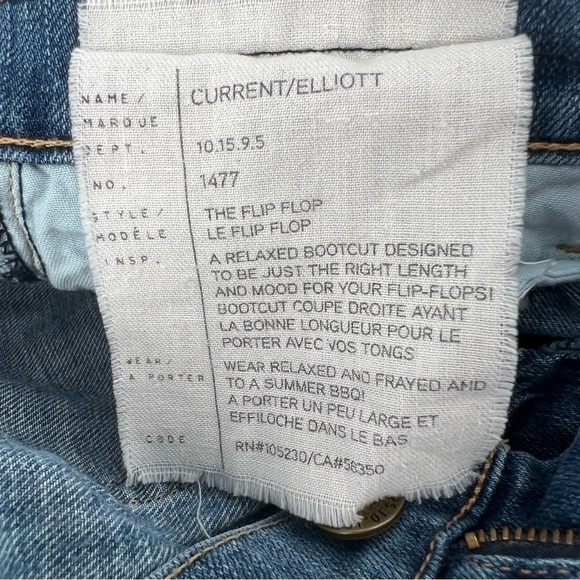 NAME / CURRENT/ELLIOTT
MARQUE
DEPT. 10.15.9.5
NO. 1477
STYLE/ THE FLIP FLOP
MODÈLE LE FLIP FLOP
INSP. A RELAXED BOOTCUT DESIGNED
TO BE JUST THE RIGHT LENGTH
AND MOOD FOR YOUR FLIP-FLOPS!
BOOTCUT COUPE DROITE AYANT
LA BONNE LONGUEUR POUR LE
PORTER AVEC VOS TONGS
WEAR/ WEAR RELAXED AND FRAYED AND
A PORTER TO A SUMMER BBQ!
A PORTER UN PEU LARGE ET
EFFILOCHE DANS LE BAS
CODE RN#105230/CA#58350